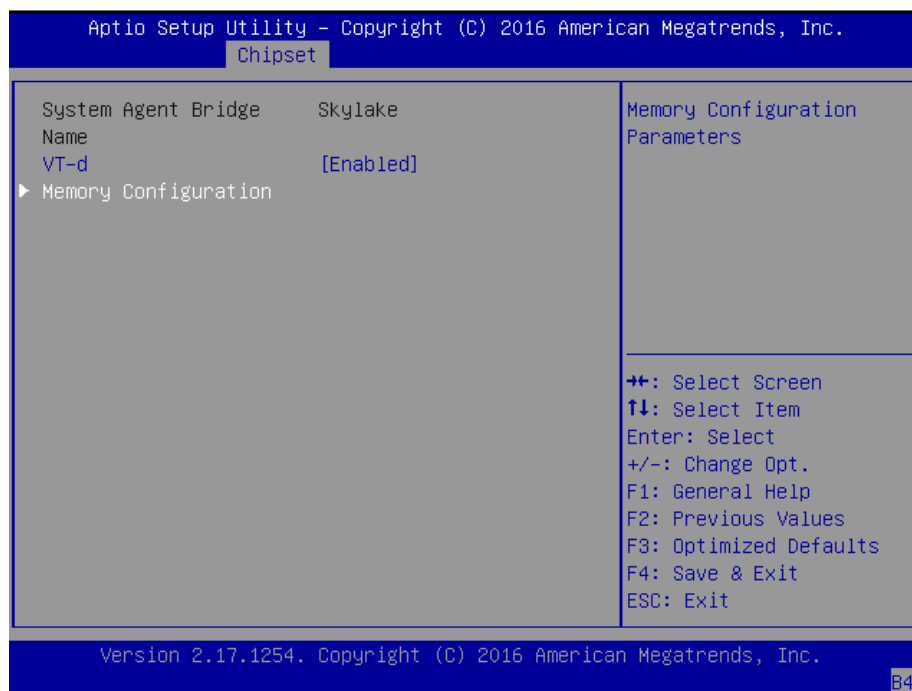 Aptio Setup Utility – Copyright (C) 2016 American Megatrends, Inc.
Chipset
System Agent Bridge Skylake
Name
VT-d [Enabled]
▶ Memory Configuration
Memory Configuration
Parameters
→←: Select Screen
↑↓: Select Item
Enter: Select
+/-: Change Opt.
F1: General Help
F2: Previous Values
F3: Optimized Defaults
F4: Save & Exit
ESC: Exit
Version 2.17.1254. Copyright (C) 2016 American Megatrends, Inc.
B4